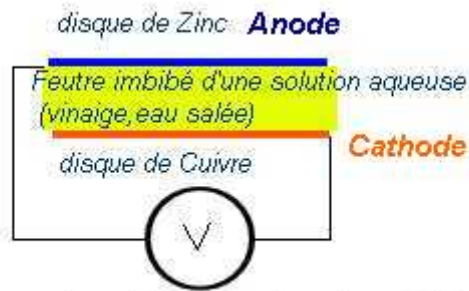 disque de Zinc Anode
Feutre imbibé d'une solution aqueuse
(vinaige,eau salée)
Cathode
disque de Cuivre
V